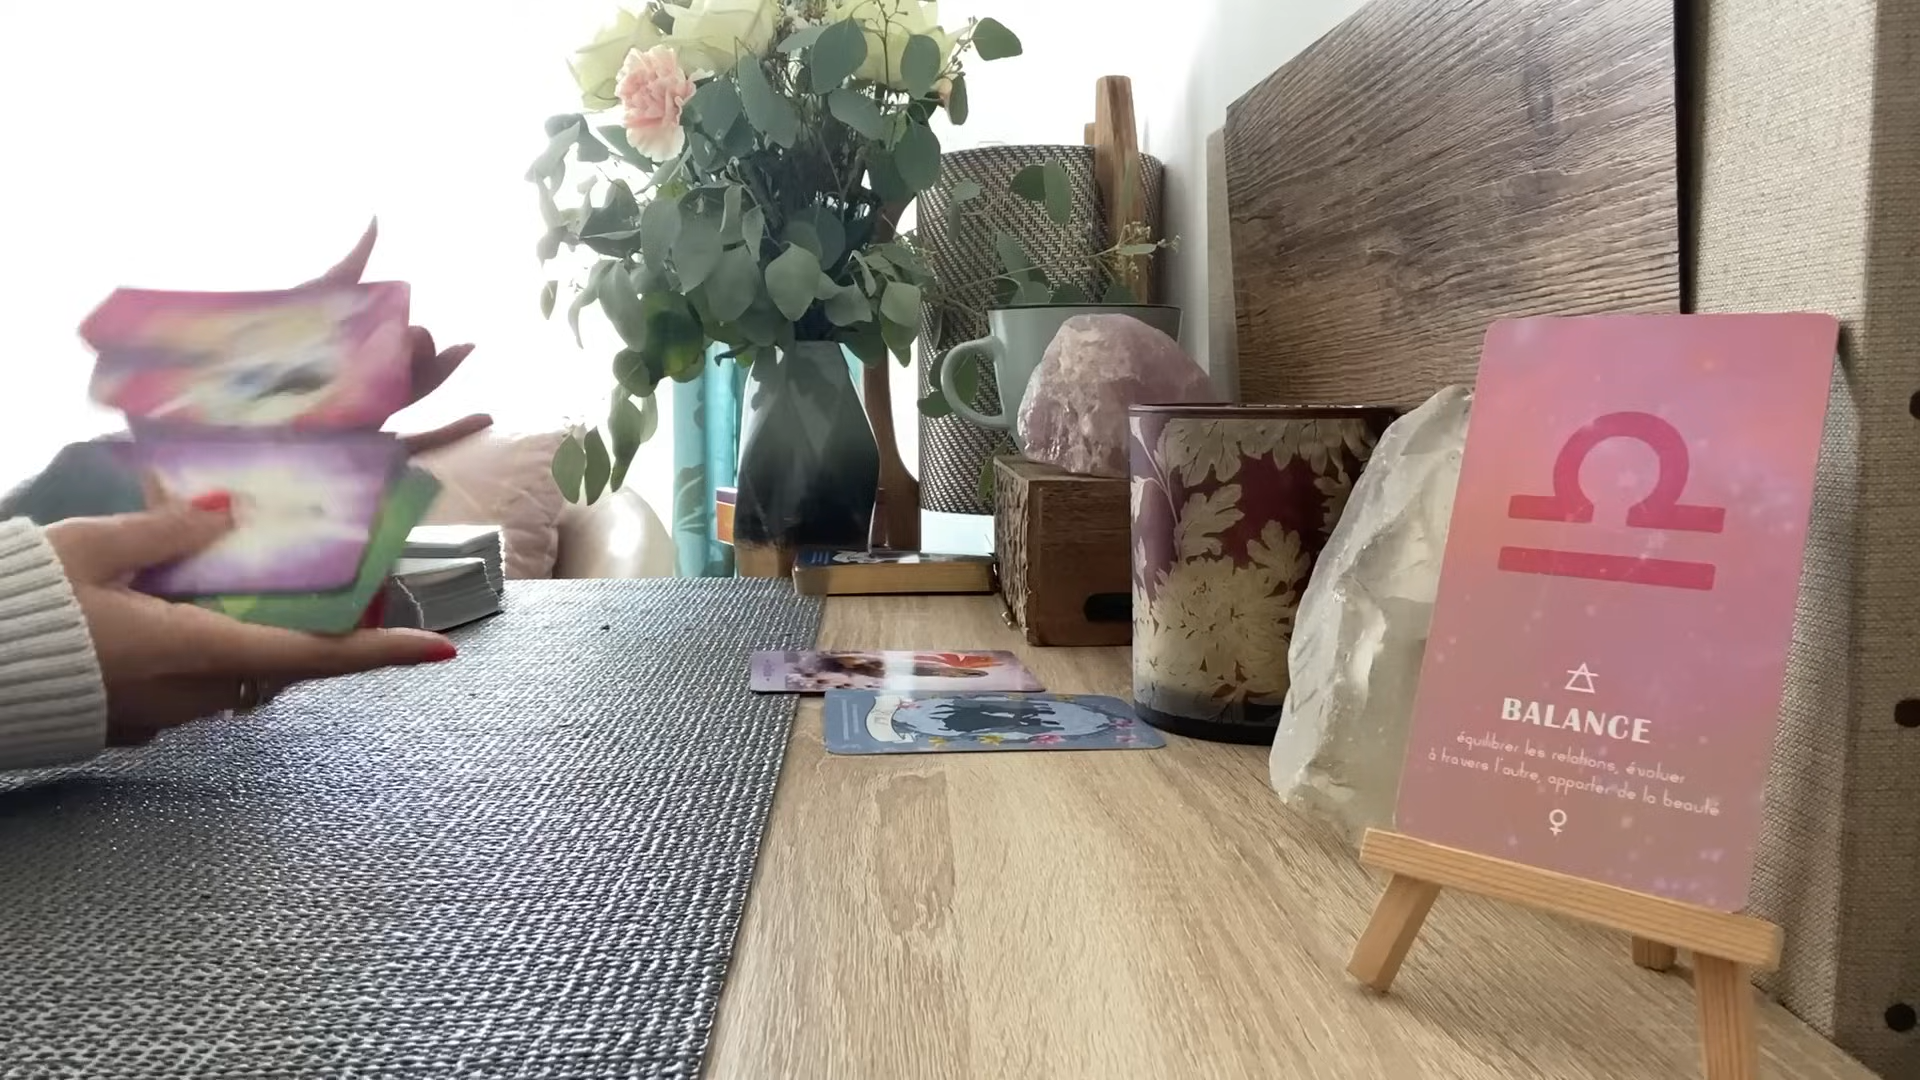 BALANCE
équilibrer les relations, évoluer
à travers l'autre, apporter de la beauté